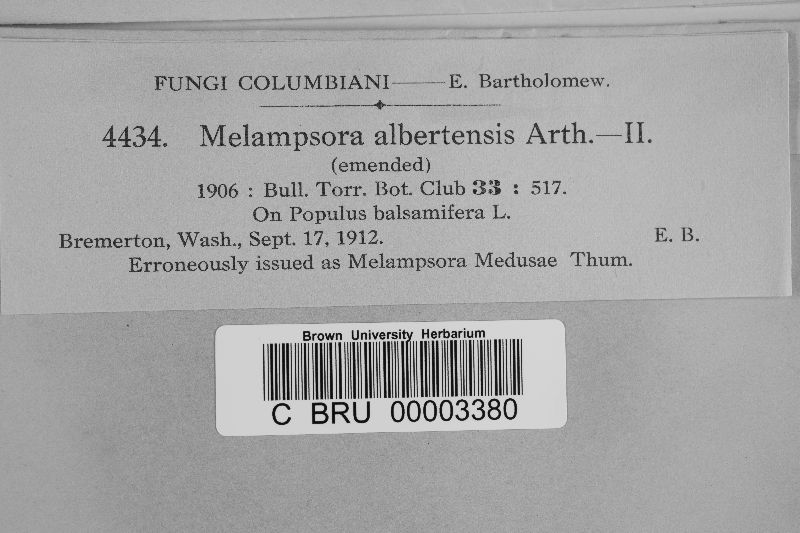 FUNGI COLUMBIANI——E. Bartholomew.
4434. Melampsora albertensis Arth.—II.
(emended)
1906 : Bull. Torr. Bot. Club 33 : 517.
On Populus balsamifera L.
Bremerton, Wash., Sept. 17, 1912. E. B.
Erroneously issued as Melampsora Medusae Thum.
Brown University Herbarium
C BRU 00003380